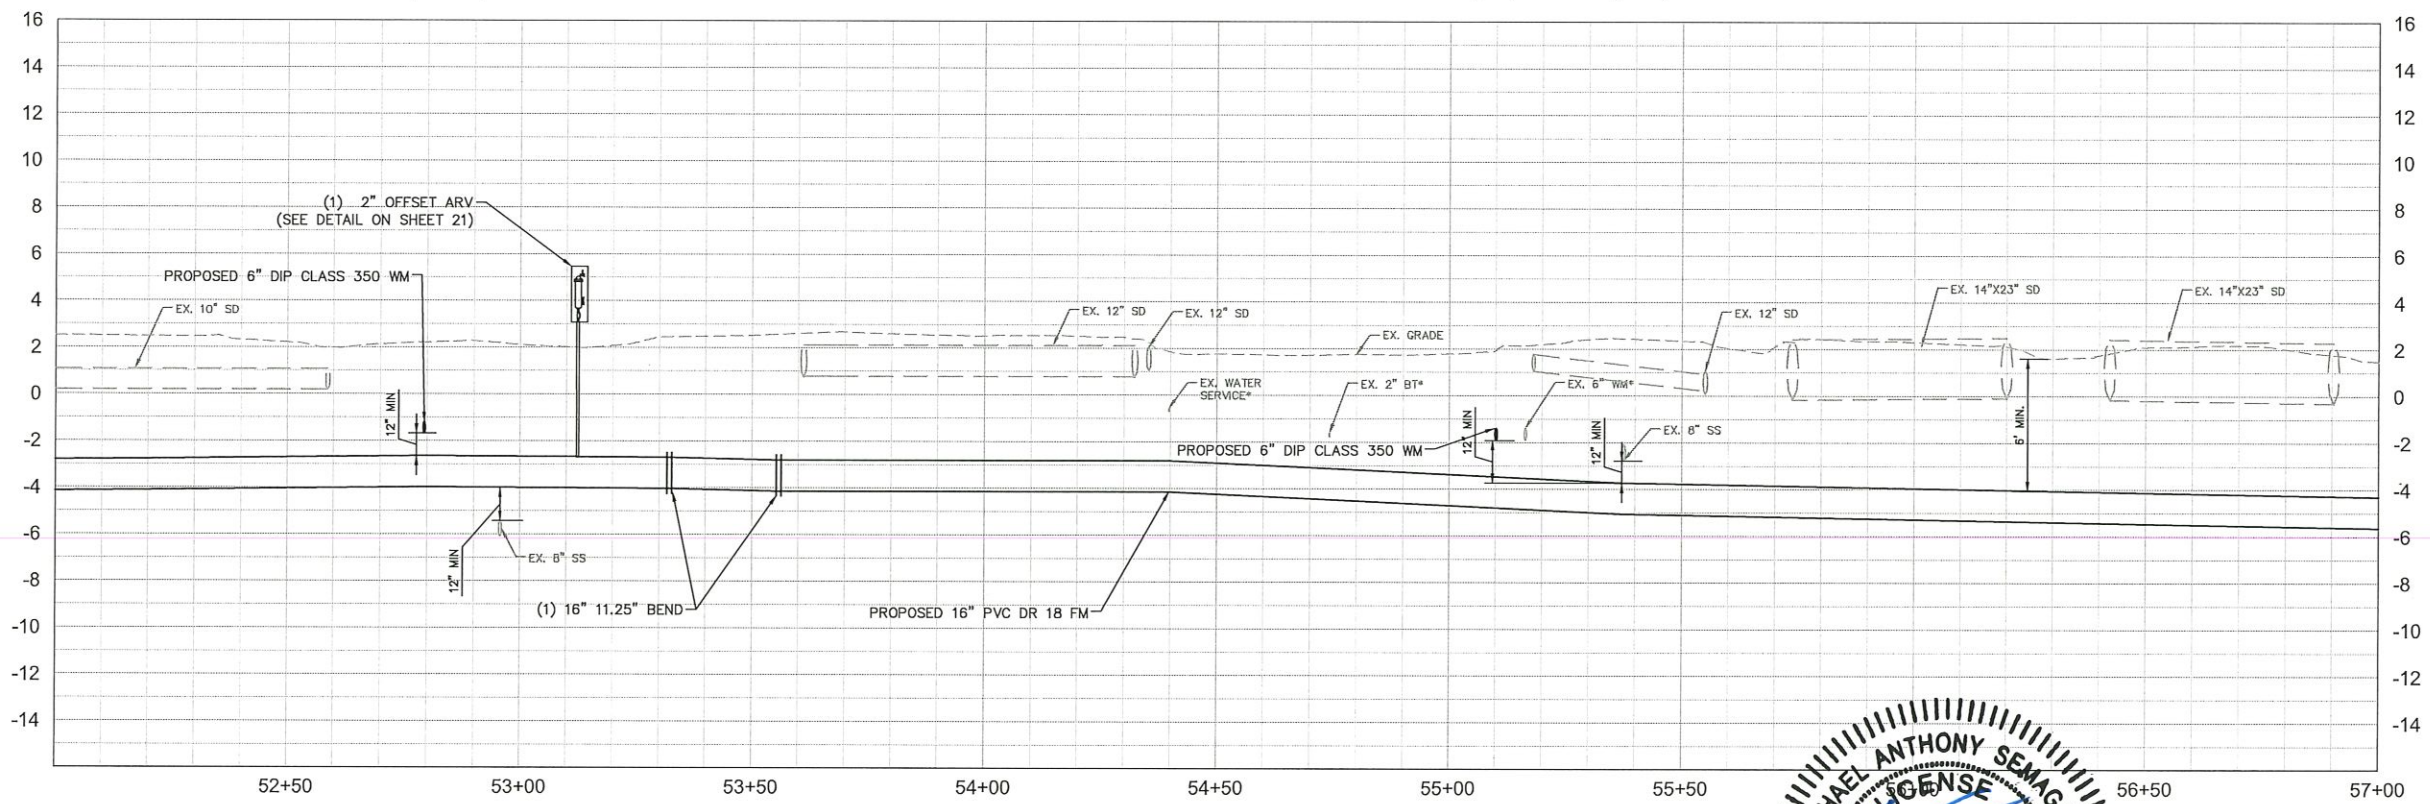 16
14
12
10
8
6
4
2
0
-2
-4
-6
-8
-10
-12
-14
16
14
12
10
8
6
4
2
0
-2
-4
-6
-8
-10
-12
-14
(1) 2" OFFSET ARV
(SEE DETAIL ON SHEET 21)
PROPOSED 6" DIP CLASS 350 WM
EX. 10" SD
12" MIN
12" MIN
EX. 8" SS
(1) 16" 11.25° BEND
EX. 12" SD
EX. 12" SD
EX. GRADE
EX. WATER
SERVICE*
EX. 2" BT*
PROPOSED 16" PVC DR 18 FM
PROPOSED 6" DIP CLASS 350 WM
12" MIN
EX. 6" WM*
12" MIN
EX. 8" SS
EX. 12" SD
EX. 14"X23" SD
6' MIN.
EX. 14"X23" SD
52+50
53+00
53+50
54+00
54+50
55+00
55+50
56+00
56+50
57+00
ANTHONY
LICENSE